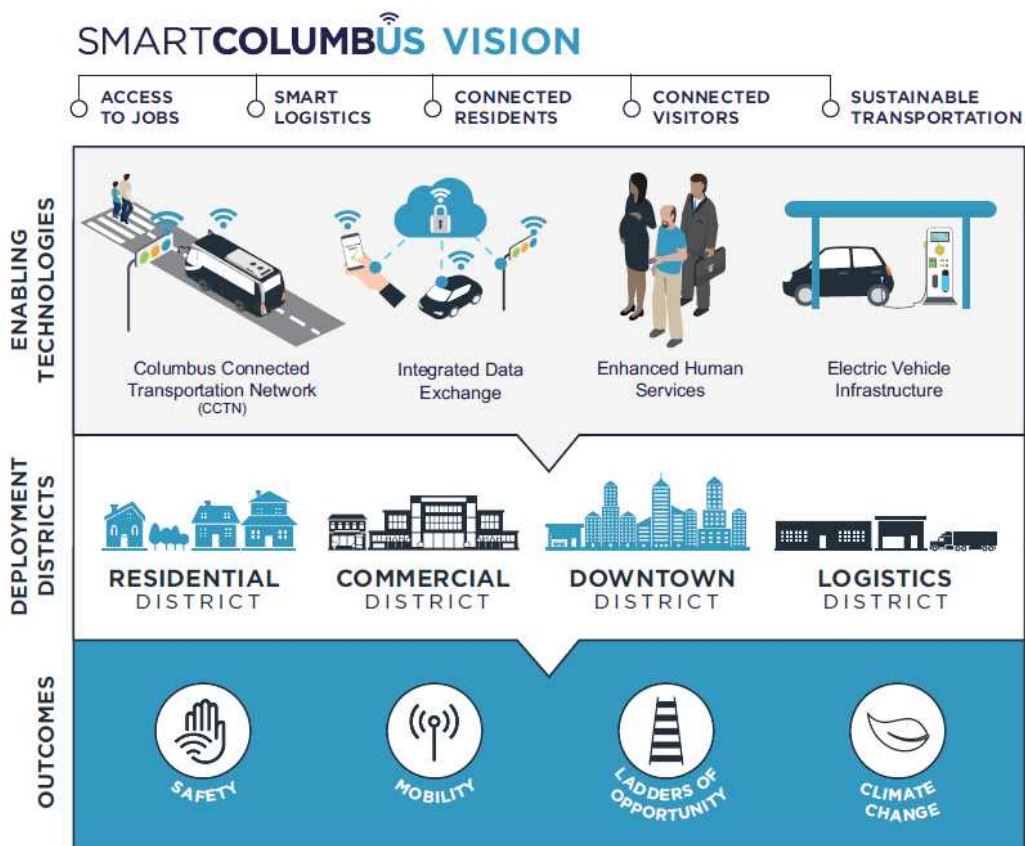 SMARTCOLUMBUS VISION
ACCESS
TO JOBS
SMART
LOGISTICS
CONNECTED
RESIDENTS
CONNECTED
VISITORS
SUSTAINABLE
TRANSPORTATION
ENABLING
TECHNOLOGIES
Columbus Connected
Transportation Network
(CCTN)
Integrated Data
Exchange
Enhanced Human
Services
Electric Vehicle
Infrastructure
DEPLOYMENT
DISTRICTS
RESIDENTIAL
DISTRICT
COMMERCIAL
DISTRICT
DOWNTOWN
DISTRICT
LOGISTICS
DISTRICT
OUTCOMES
SAFETY
MOBILITY
LADDERS OF
OPPORTUNITY
CLIMATE
CHANGE